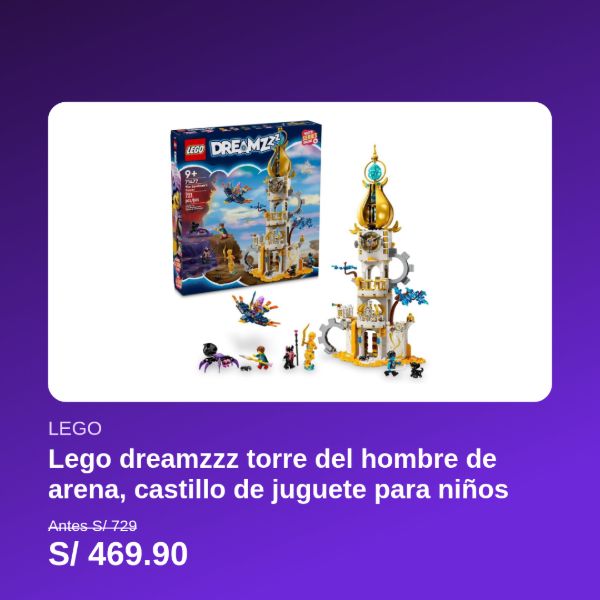 LEGO
DREAMZZZ
9+
71477
LEGO
Lego dreamzzz torre del hombre de
arena, castillo de juguete para niños
Antes S/ 729
S/ 469.90